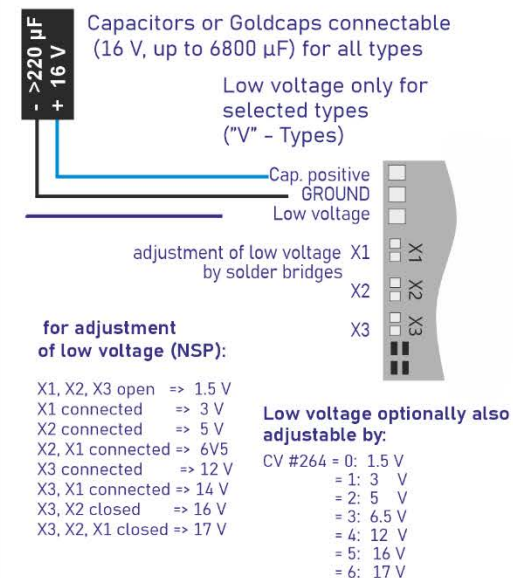 - >220 µF
+ 16 V
Capacitors or Goldcaps connectable
(16 V, up to 6800 µF) for all types
Low voltage only for
selected types
("V" - Types)
Cap. positive
GROUND
Low voltage
adjustment of low voltage X1
by solder bridges
X2
X3
X1
X2
X3
for adjustment
of low voltage (NSP):
X1, X2, X3 open => 1.5 V
X1 connected => 3 V
X2 connected => 5 V
X2, X1 connected => 6V5
X3 connected => 12 V
X3, X1 connected => 14 V
X3, X2 closed => 16 V
X3, X2, X1 closed => 17 V
Low voltage optionally also
adjustable by:
CV #264 = 0: 1.5 V
= 1: 3 V
= 2: 5 V
= 3: 6.5 V
= 4: 12 V
= 5: 16 V
= 6: 17 V